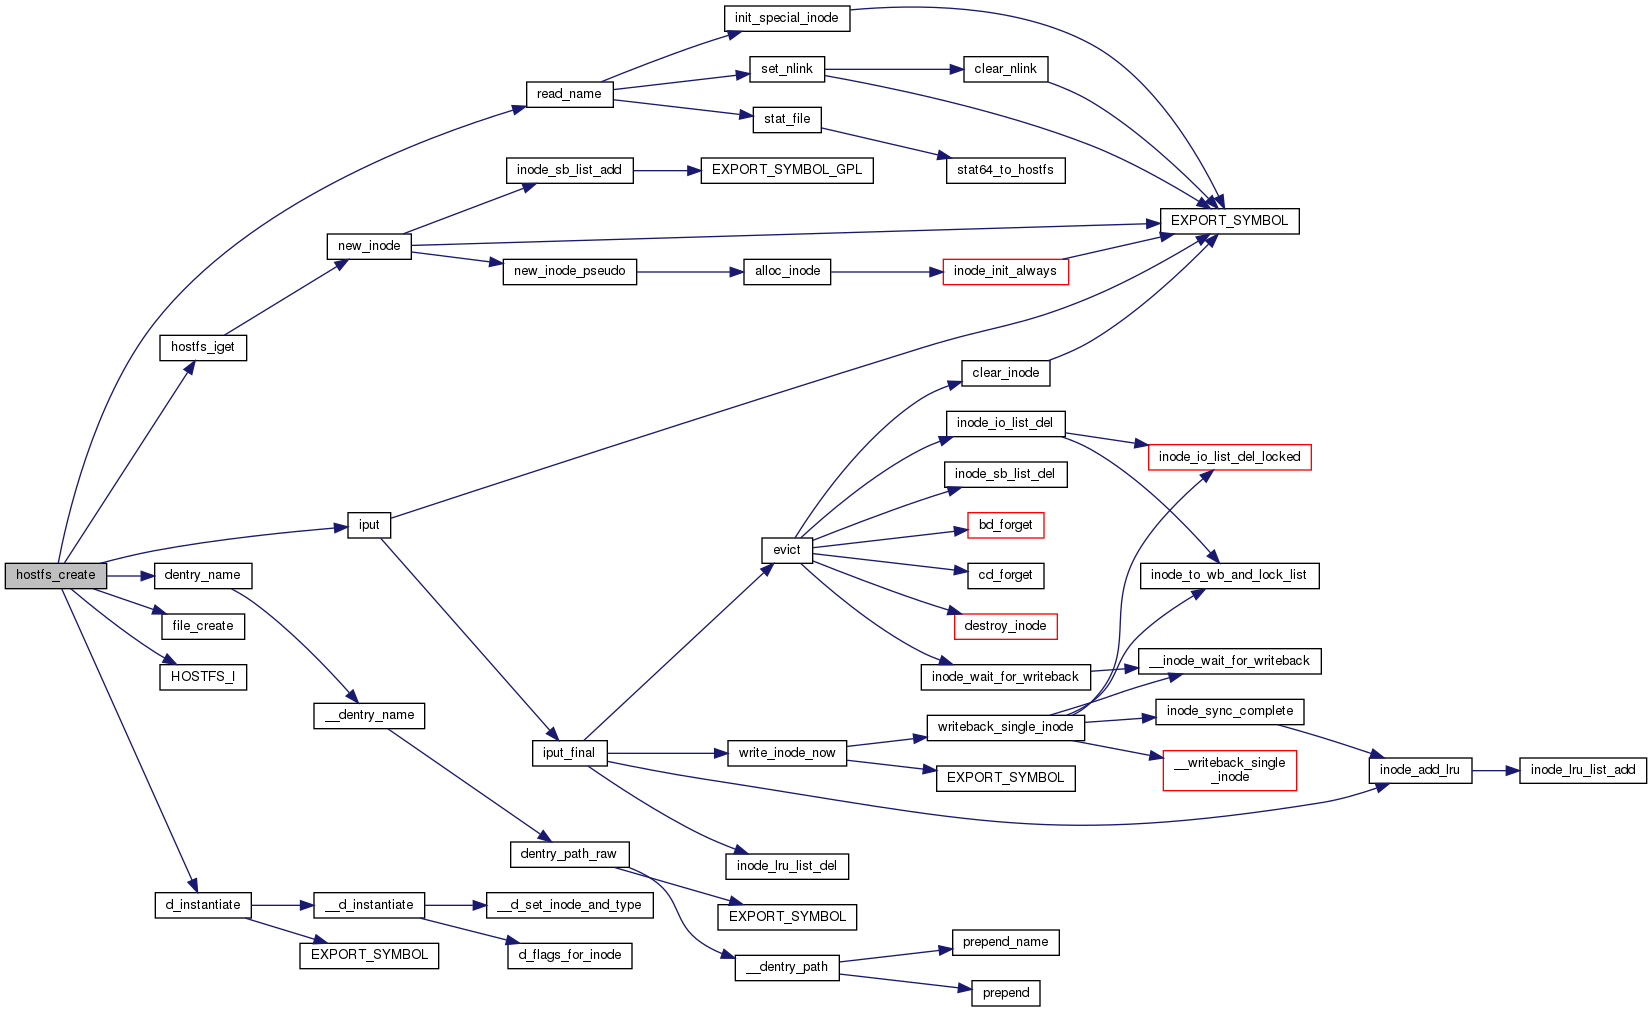 init_special_inode
set_nlink
clear_nlink
read_name
stat_file
inode_sb_list_add
EXPORT_SYMBOL_GPL
stat64_to_hostfs
EXPORT_SYMBOL
new_inode
new_inode_pseudo
alloc_inode
inode_init_always
hostfs_iget
clear_inode
inode_io_list_del
inode_io_list_del_locked
inode_sb_list_del
iput
bd_forget
evict
hostfs_create
dentry_name
cd_forget
inode_to_wb_and_lock_list
file_create
destroy_inode
HOSTFS_I
inode_wait_for_writeback
__inode_wait_for_writeback
__dentry_name
writeback_single_inode
inode_sync_complete
iput_final
write_inode_now
EXPORT_SYMBOL
__writeback_single
_inode
inode_add_lru
inode_lru_list_add
dentry_path_raw
inode_lru_list_del
d_instantiate
__d_instantiate
__d_set_inode_and_type
EXPORT_SYMBOL
EXPORT_SYMBOL
d_flags_for_inode
prepend_name
__dentry_path
prepend